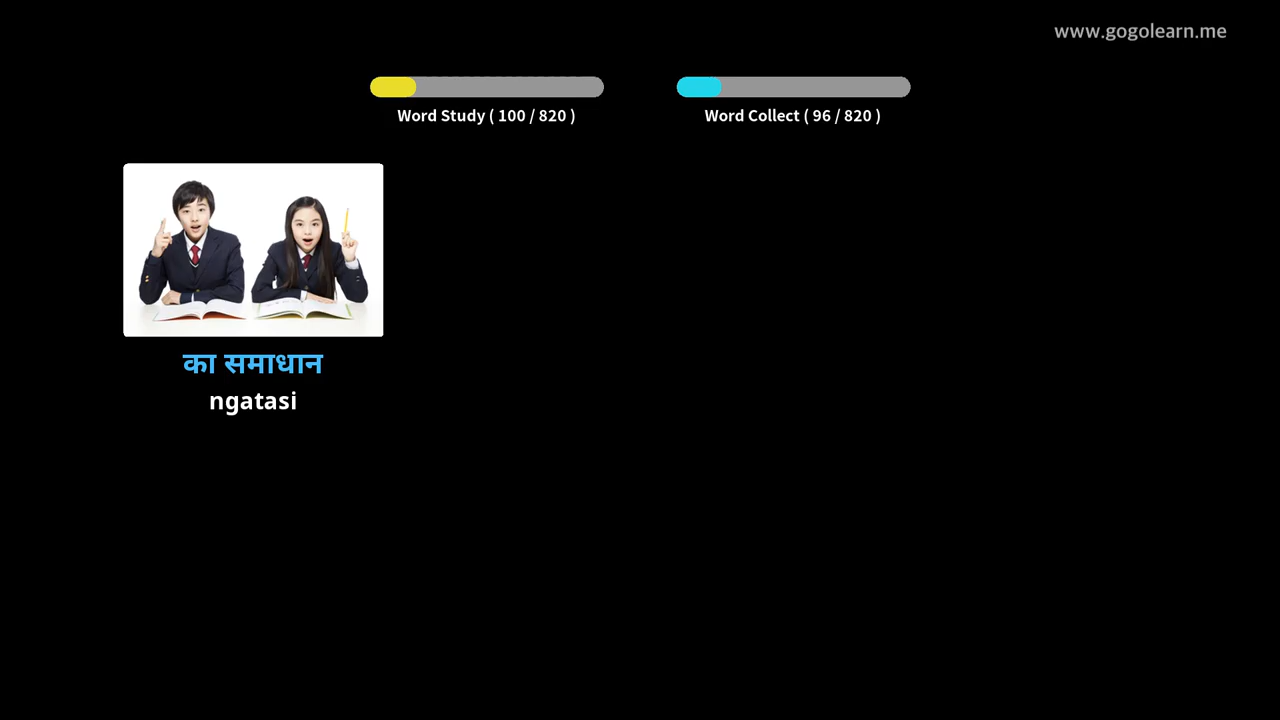 www.gogolearn.me
Word Study ( 100 / 820 )
Word Collect ( 96 / 820 )
का समाधान
ngatasi